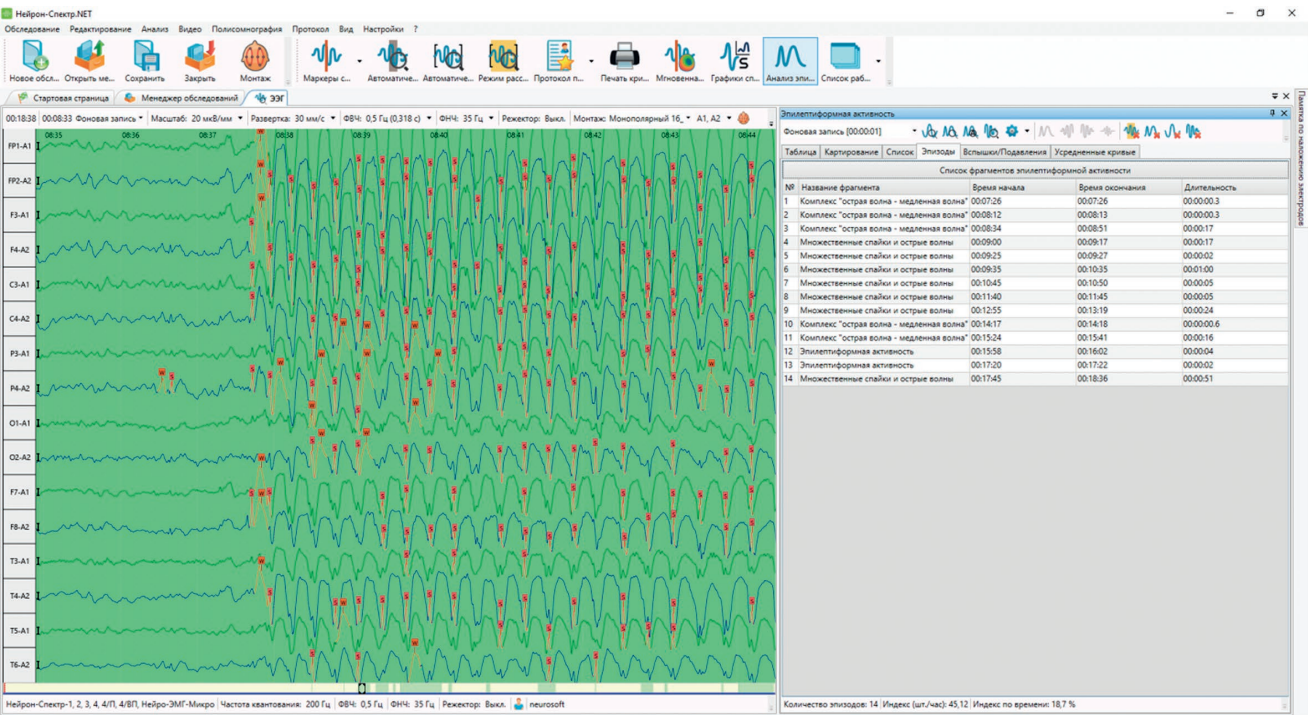 Нейрон-Спектр.NET
Обследование Редактирование Анализ Видео Полисомнография Протокол Вид Настройки ?
Новое обсл... Открыть ме... Сохранить Закрыть Монтаж Маркеры с... Автоматиче... Автоматиче... Режим расс... Протокол п... Печать кри... Мгновенна... Графики сп... Анализ эпи... Список раб...
Стартовая страница Менеджер обследований ЭЭГ
00:18:38 00:08:33 Фоновая запись Масштаб: 20 мкВ/мм Развертка: 30 мм/с ФВЧ: 0,5 Гц (0,318 с) ФНЧ: 35 Гц Режектор: Выкл. Монтаж: Монополярный 16_ A1, A2
08:35 08:36 08:37 08:38 08:39 08:40 08:41 08:42 08:43 08:44
FP1-A1
FP2-A2
F3-A1
F4-A2
C3-A1
C4-A2
P3-A1
P4-A2
O1-A1
O2-A2
F7-A1
F8-A2
T3-A1
T4-A2
T5-A1
T6-A2
Эпилептиформная активность
Фоновая запись [00:00:01]
Таблица Картирование Список Эпизоды Вспышки/Подавления Усредненные кривые
Список фрагментов эпилептиформной активности
№ Название фрагмента Время начала Время окончания Длительность
1 Комплекс "острая волна - медленная волна" 00:07:26 00:07:26 00:00:00.3
2 Комплекс "острая волна - медленная волна" 00:08:12 00:08:13 00:00:00.3
3 Комплекс "острая волна - медленная волна" 00:08:34 00:08:51 00:00:17
4 Множественные спайки и острые волны 00:09:00 00:09:17 00:00:17
5 Множественные спайки и острые волны 00:09:25 00:09:27 00:00:02
6 Множественные спайки и острые волны 00:09:35 00:10:35 00:01:00
7 Множественные спайки и острые волны 00:10:45 00:10:50 00:00:05
8 Множественные спайки и острые волны 00:11:40 00:11:45 00:00:05
9 Множественные спайки и острые волны 00:12:55 00:13:19 00:00:24
10 Комплекс "острая волна - медленная волна" 00:14:17 00:14:18 00:00:00.6
11 Комплекс "острая волна - медленная волна" 00:15:24 00:15:41 00:00:16
12 Эпилептиформная активность 00:15:58 00:16:02 00:00:04
13 Эпилептиформная активность 00:17:20 00:17:22 00:00:02
14 Множественные спайки и острые волны 00:17:45 00:18:36 00:00:51
Памятка по наложению электродов
Нейрон-Спектр-1, 2, 3, 4, 4/П, 4/ВП, Нейро-ЭМГ-Микро Частота квантования: 200 Гц ФВЧ: 0,5 Гц ФНЧ: 35 Гц Режектор: Выкл. neurosoft
Количество эпизодов: 14 Индекс (шт./час): 45,12 Индекс по времени: 18,7 %